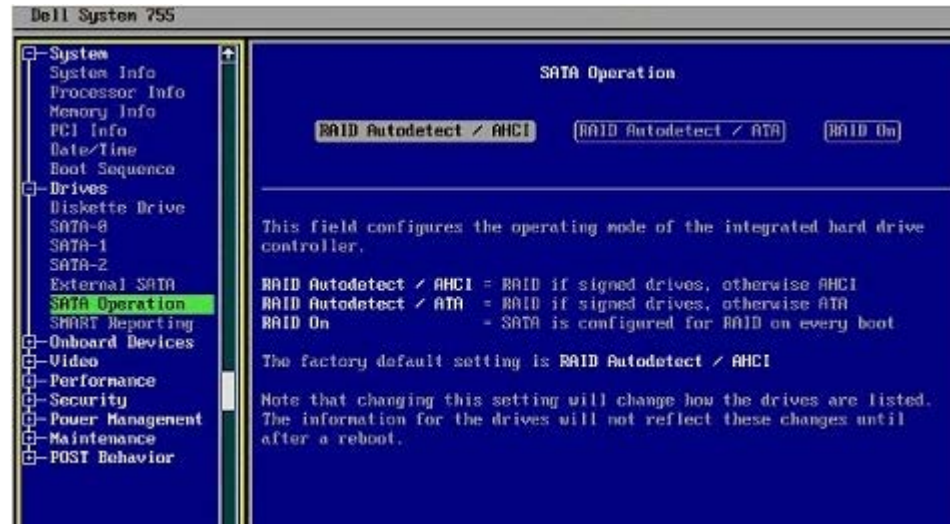 Dell System 755
System
System Info
Processor Info
Memory Info
PCI Info
Date/Time
Boot Sequence
Drives
Diskette Drive
SATA-0
SATA-1
SATA-2
External SATA
SATA Operation
SMART Reporting
Onboard Devices
Video
Performance
Security
Power Management
Maintenance
POST Behavior
SATA Operation
RAID Autodetect / AHCI
RAID Autodetect / ATA
RAID On
This field configures the operating mode of the integrated hard drive
controller.
RAID Autodetect / AHCI = RAID if signed drives, otherwise AHCI
RAID Autodetect / ATA = RAID if signed drives, otherwise ATA
RAID On = SATA is configured for RAID on every boot
The factory default setting is RAID Autodetect / AHCI
Note that changing this setting will change how the drives are listed.
The information for the drives will not reflect these changes until
after a reboot.